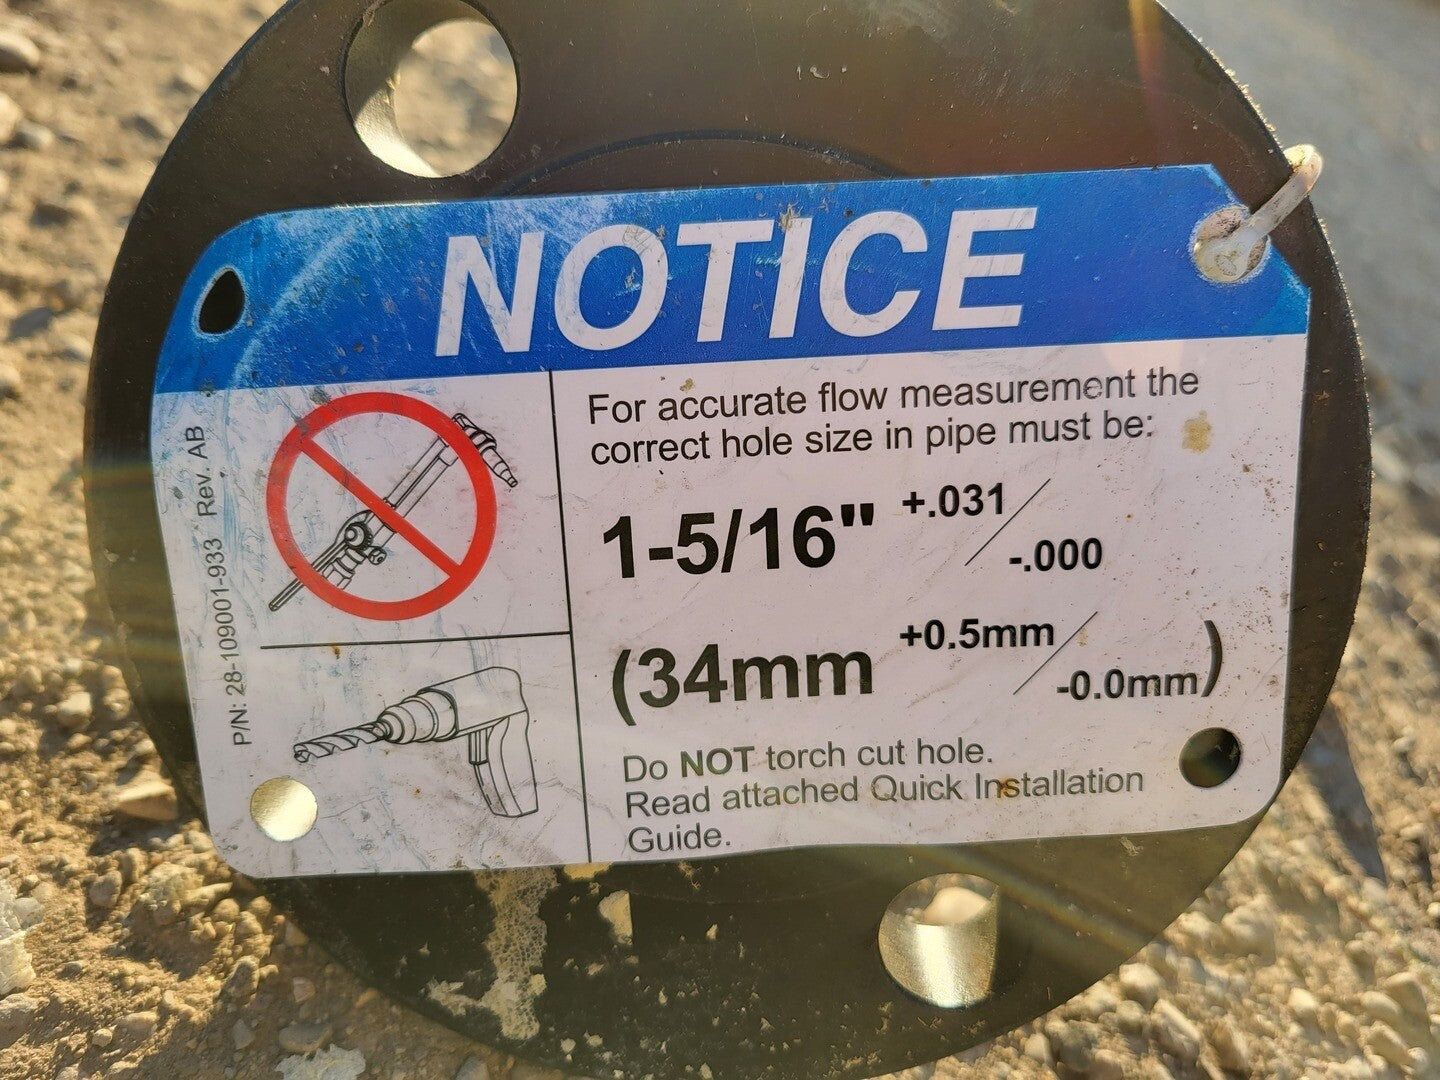 NOTICE
For accurate flow measurement the
correct hole size in pipe must be:
1-5/16" +.031/-.000
(34mm +0.5mm/-0.0mm)
Do NOT torch cut hole.
Read attached Quick Installation
Guide.
P/N: 28-109001-933 Rev. AB